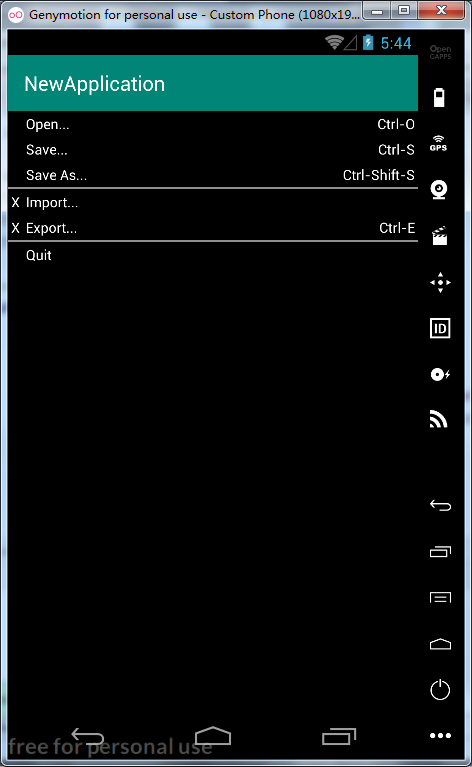 Genymotion for personal use - Custom Phone (1080x19...
5:44
Open
GAPPS
NewApplication
GPS
Open... Ctrl-O
Save... Ctrl-S
Save As... Ctrl-Shift-S
X Import...
X Export... Ctrl-E
Quit
ID
free for personal use